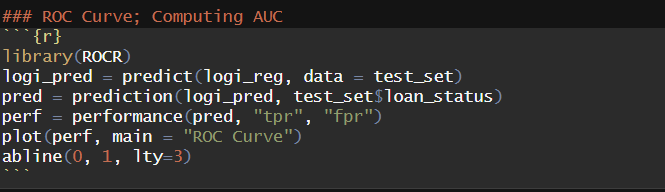 ### ROC Curve; Computing AUC
```{r}
library(ROCR)
logi_pred = predict(logi_reg, data = test_set)
pred = prediction(logi_pred, test_set$loan_status)
perf = performance(pred, "tpr", "fpr")
plot(perf, main = "ROC Curve")
abline(0, 1, lty=3)
```